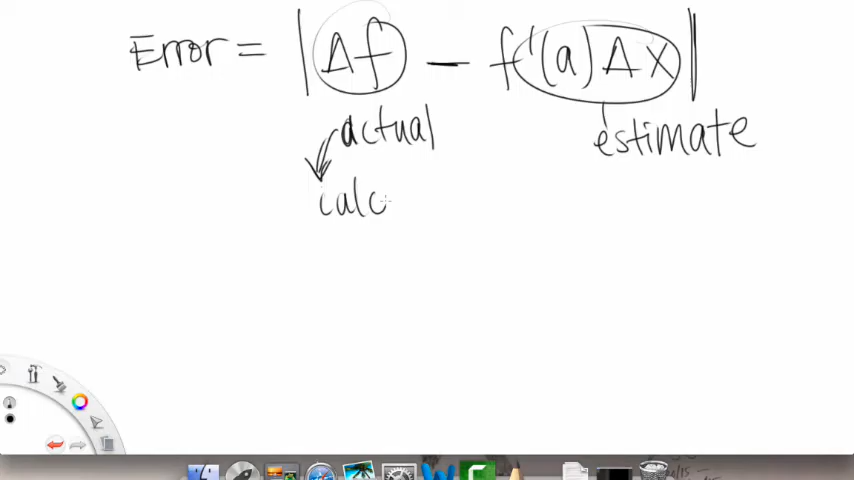 Error = |Δf − f'(a)Δx|
actual
estimate
calc